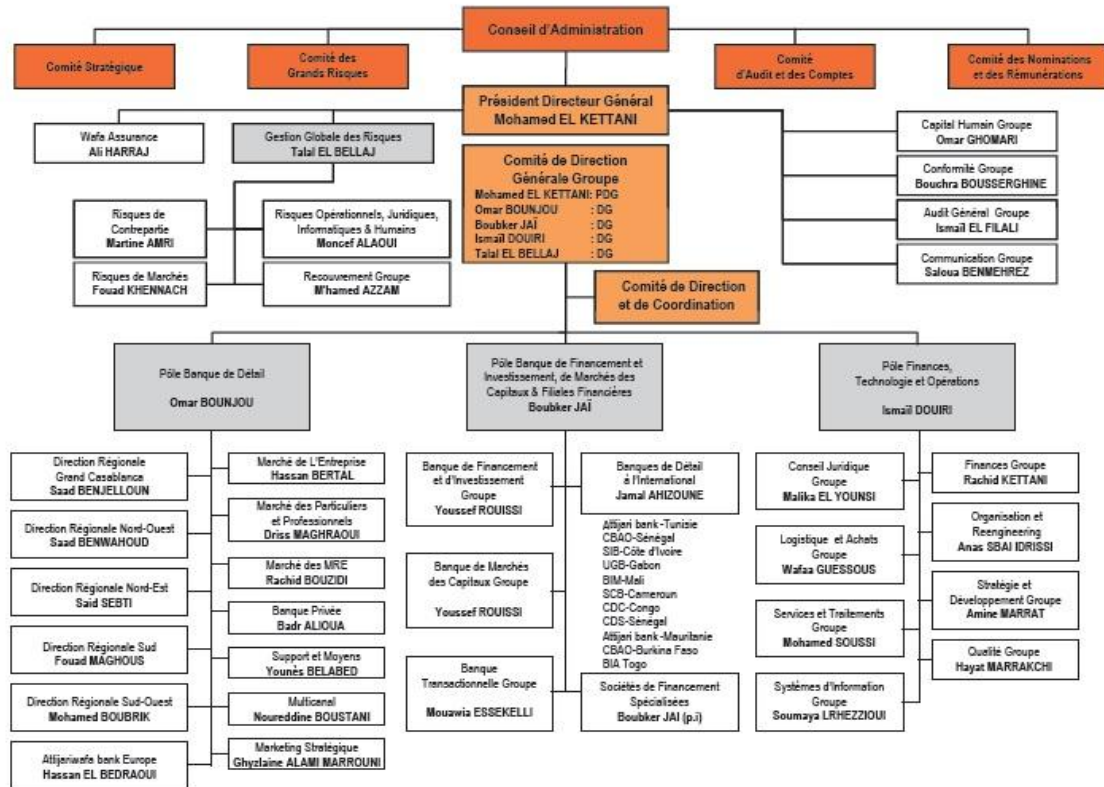 Conseil d'Administration
Comité Stratégique
Comité des
Grands Risques
Comité
d'Audit et des Comptes
Comité des Nominations
et des Rémunérations
Président Directeur Général
Mohamed EL KETTANI
Wafa Assurance
Ali HARRAJ
Gestion Globale des Risques
Talal EL BELLAJ
Capital Humain Groupe
Omar GHOMARI
Conformité Groupe
Bouchra BOUSSERGHINE
Audit Général Groupe
Ismaïl EL FILALI
Communication Groupe
Saloua BENMEHREZ
Comité de Direction
Générale Groupe
Mohamed EL KETTANI: PDG
Omar BOUNJOU : DG
Boubker JAÏ : DG
Ismaïl DOUIRI : DG
Talal EL BELLAJ : DG
Risques de
Contrepartie
Martine AMRI
Risques Opérationnels, Juridiques,
Informatiques & Humains
Moncef ALAOUI
Risques de Marchés
Fouad KHENNACH
Recouvrement Groupe
M'hamed AZZAM
Comité de Direction
et de Coordination
Pôle Banque de Détail
Omar BOUNJOU
Pôle Banque de Financement et
Investissement, de Marchés des
Capitaux & Filiales Financières
Boubker JAÏ
Pôle Finances,
Technologie et Opérations
Ismaïl DOUIRI
Direction Régionale
Grand Casablanca
Saad BENJELLOUN
Direction Régionale Nord-Ouest
Saad BENWAHOUD
Direction Régionale Nord-Est
Said SEBTI
Direction Régionale Sud
Fouad MAGHOUS
Direction Régionale Sud-Ouest
Mohamed BOUBRIK
Attijariwafa bank Europe
Hassan EL BEDRAOUI
Marché de L'Entreprise
Hassan BERTAL
Marché des Particuliers
et Professionnels
Driss MAGHRAOUI
Marché des MRE
Rachid BOUZIDI
Banque Privée
Badr ALIOUA
Support et Moyens
Younès BELABED
Multicanal
Noureddine BOUSTANI
Marketing Stratégique
Ghyzlaine ALAMI MARROUNI
Banque de Financement
et d'Investissement
Groupe
Youssef ROUISSI
Banque de Marchés
des Capitaux Groupe
Youssef ROUISSI
Banque
Transactionnelle Groupe
Mouawia ESSEKELLI
Banques de Détail
à l'International
Jamal AHIZOUNE
Attijari bank-Tunisie
CBAO-Sénégal
SIB-Côte d'Ivoire
UGB-Gabon
BIM-Mali
SCB-Cameroun
CDC-Congo
CDS-Sénégal
Attijari bank-Mauritanie
CBAO-Burkina Faso
BIA Togo
Sociétés de Financement
Spécialisées
Boubker JAI (p.i)
Conseil Juridique
Groupe
Malika EL YOUNSI
Logistique et Achats
Groupe
Wafaa GUESSOUS
Services et Traitements
Groupe
Mohamed SOUSSI
Systèmes d'Information
Groupe
Soumaya LRHEZZIOUI
Finances Groupe
Rachid KETTANI
Organisation et
Reengineering
Anas SBAI IDRISSI
Stratégie et
Développement Groupe
Amine MARRAT
Qualité Groupe
Hayat MARRAKCHI